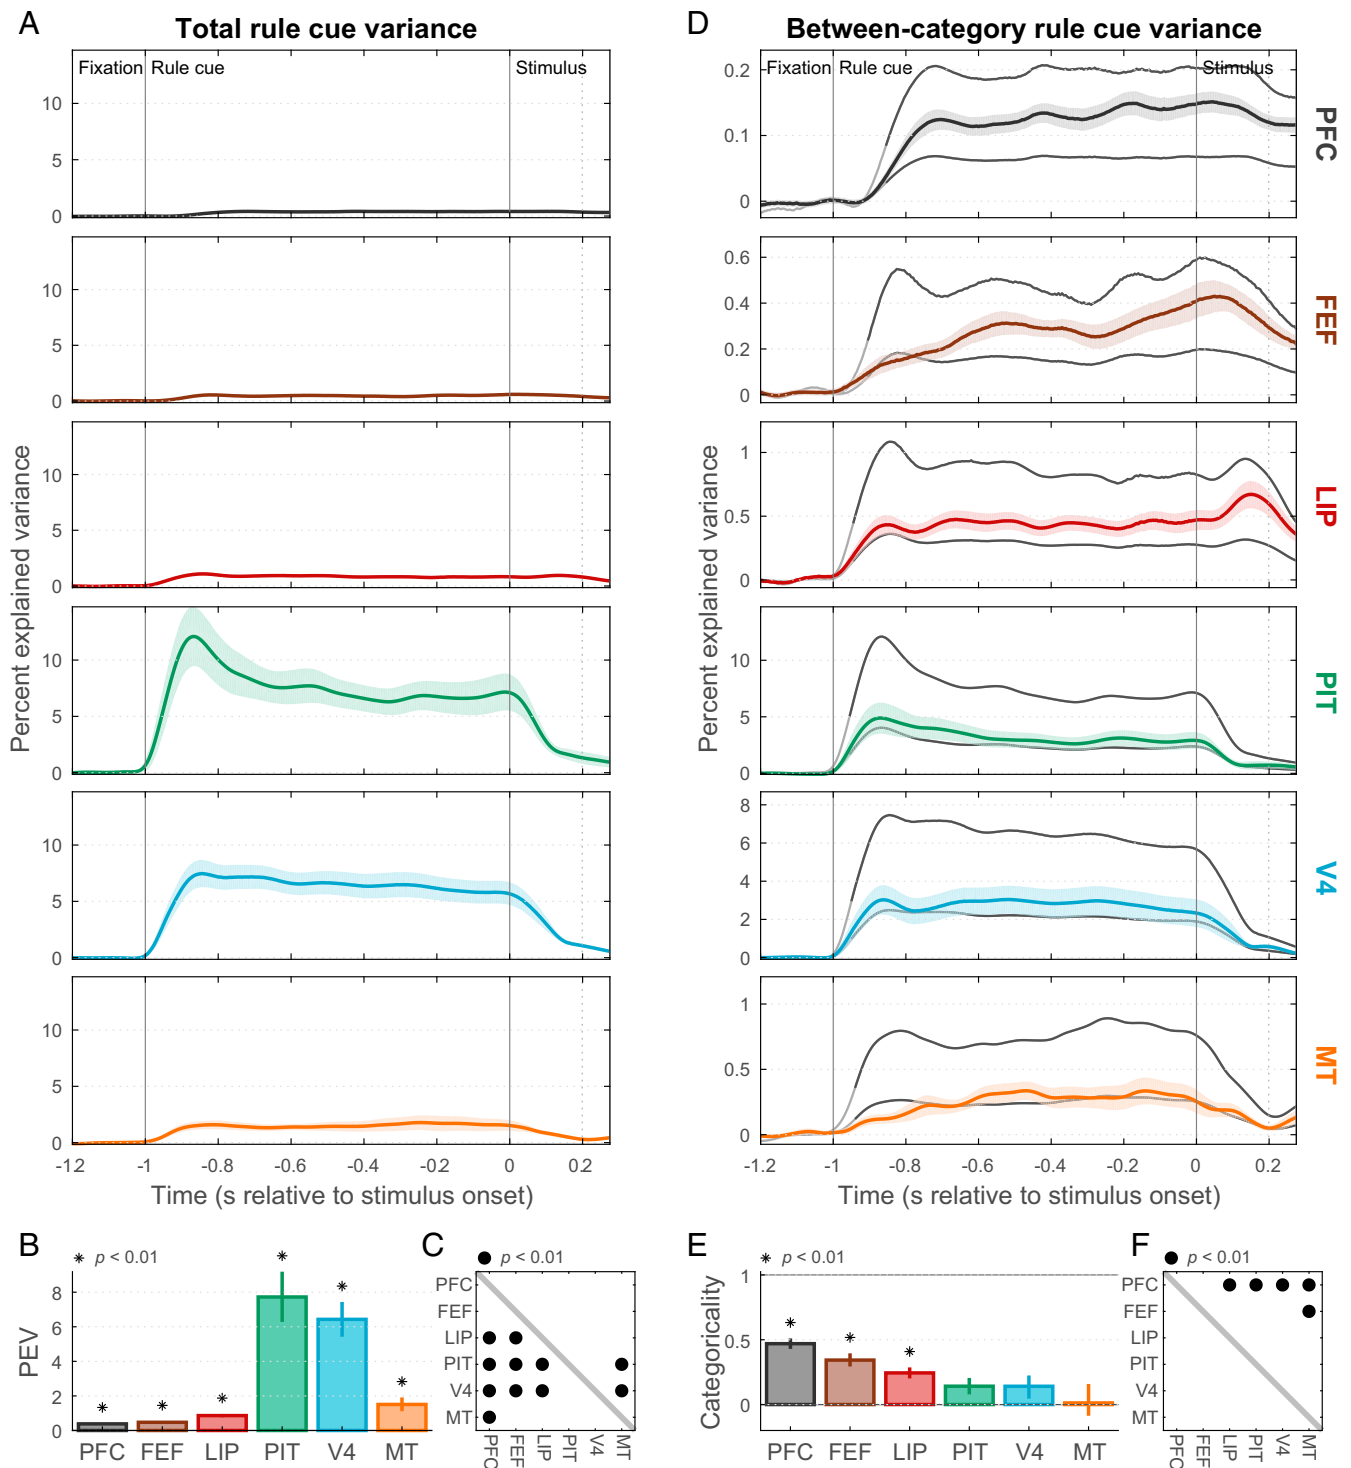 A
Total rule cue variance
Fixation
Rule cue
Stimulus
10
5
0
10
5
0
10
5
0
10
5
0
10
5
0
10
5
0
Percent explained variance
-1.2 -1 -0.8 -0.6 -0.4 -0.2 0 0.2
Time (s relative to stimulus onset)
D
Between-category rule cue variance
Fixation
Rule cue
Stimulus
0.2
0.1
0
PFC
0.6
0.4
0.2
0
FEF
1
0.5
0
LIP
10
5
0
PIT
8
6
4
2
0
V4
1
0.5
0
MT
Percent explained variance
-1.2 -1 -0.8 -0.6 -0.4 -0.2 0 0.2
Time (s relative to stimulus onset)
B
* p < 0.01
PEV
8
6
4
2
0
* * * * * *
PFC FEF LIP PIT V4 MT
C
p < 0.01
PFC
FEF
LIP
PIT
V4
MT
PFC FEF LIP PIT V4 MT
E
* p < 0.01
Categoricality
1
0.5
0
* * *
PFC FEF LIP PIT V4 MT
F
p < 0.01
PFC
FEF
LIP
PIT
V4
MT
PFC FEF LIP PIT V4 MT